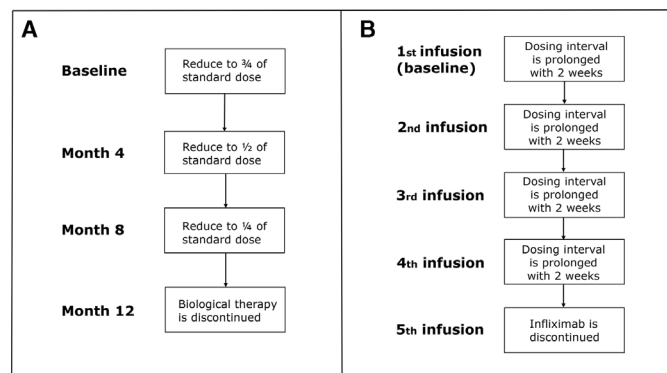 A
Baseline
Reduce to ¾ of
standard dose
Month 4
Reduce to ½ of
standard dose
Month 8
Reduce to ¼ of
standard dose
Month 12
Biological therapy
is discontinued
B
1st infusion
(baseline)
Dosing interval
is prolonged
with 2 weeks
2nd infusion
Dosing interval
is prolonged
with 2 weeks
3rd infusion
Dosing interval
is prolonged
with 2 weeks
4th infusion
Dosing interval
is prolonged
with 2 weeks
5th infusion
Infliximab is
discontinued